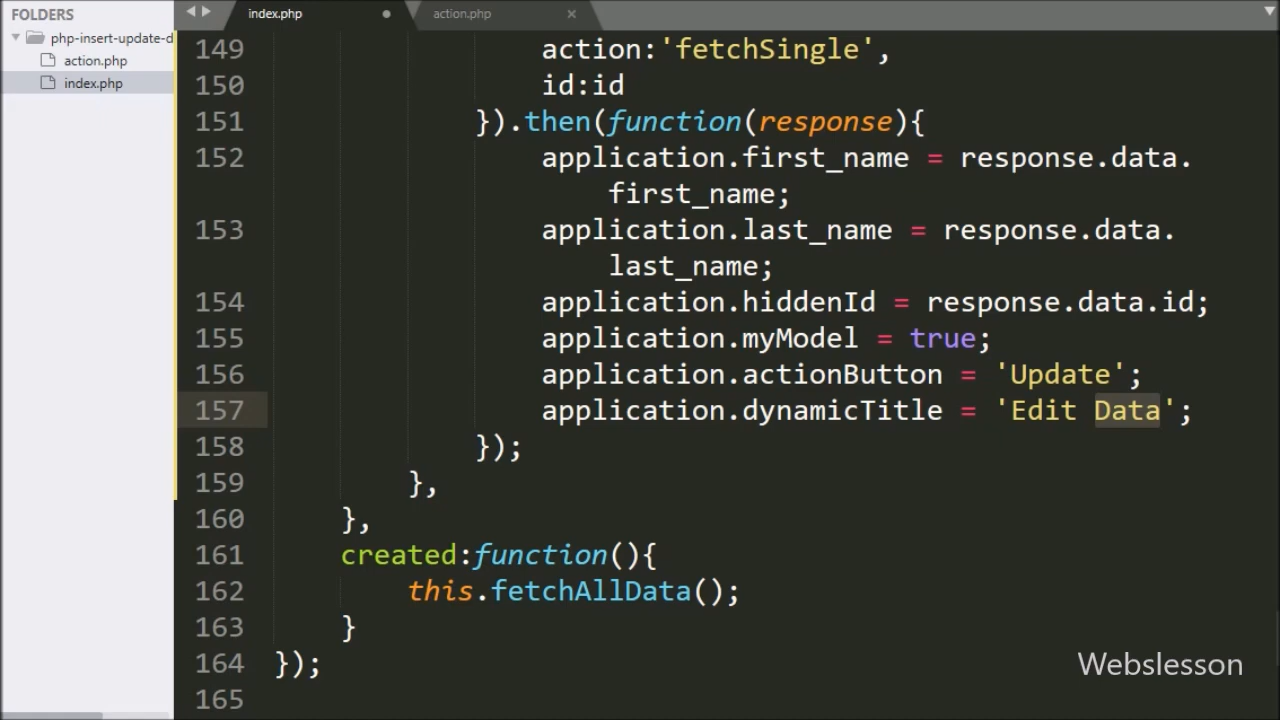 FOLDERS
php-insert-update-d
action.php
index.php
index.php
action.php
149 action:'fetchSingle',
150 id:id
151 }).then(function(response){
152 application.first_name = response.data.
first_name;
153 application.last_name = response.data.
last_name;
154 application.hiddenId = response.data.id;
155 application.myModel = true;
156 application.actionButton = 'Update';
157 application.dynamicTitle = 'Edit Data';
158 });
159 },
160 },
161 created:function(){
162 this.fetchAllData();
163 }
164 });
165
Webslesson